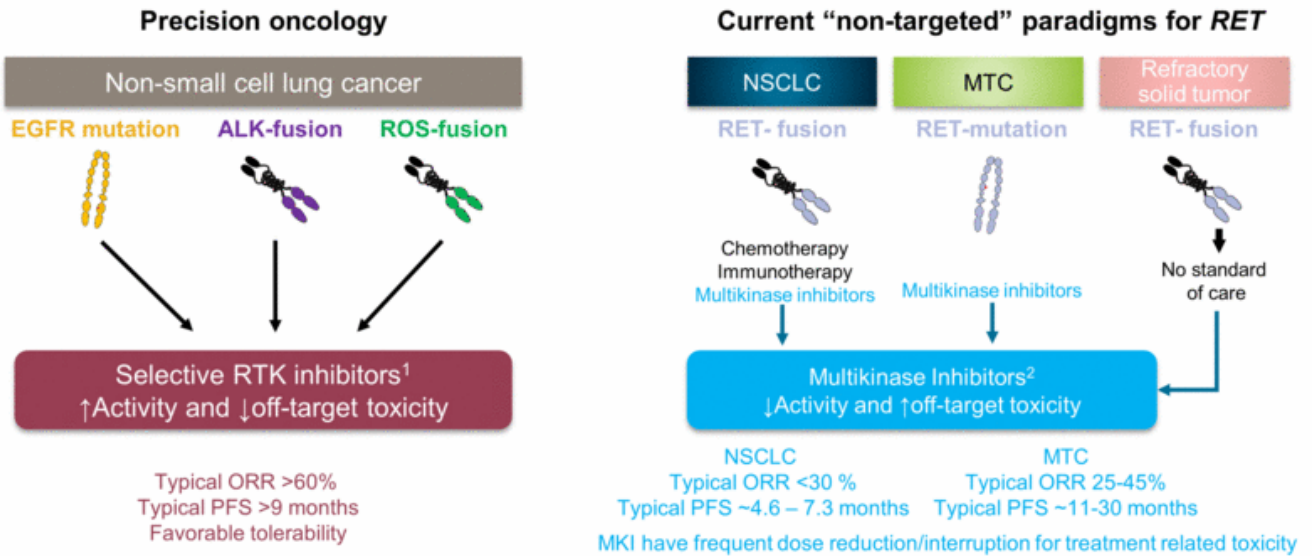 Precision oncology
Non-small cell lung cancer
EGFR mutation
ALK-fusion
ROS-fusion
Selective RTK inhibitors¹
↑Activity and ↓off-target toxicity
Typical ORR >60%
Typical PFS >9 months
Favorable tolerability
Current “non-targeted” paradigms for RET
NSCLC
MTC
Refractory
solid tumor
RET- fusion
RET-mutation
RET- fusion
Chemotherapy
Immunotherapy
Multikinase inhibitors
Multikinase inhibitors
No standard
of care
Multikinase Inhibitors²
↓Activity and ↑off-target toxicity
NSCLC
Typical ORR <30 %
Typical PFS ~4.6 – 7.3 months
MTC
Typical ORR 25-45%
Typical PFS ~11-30 months
MKI have frequent dose reduction/interruption for treatment related toxicity